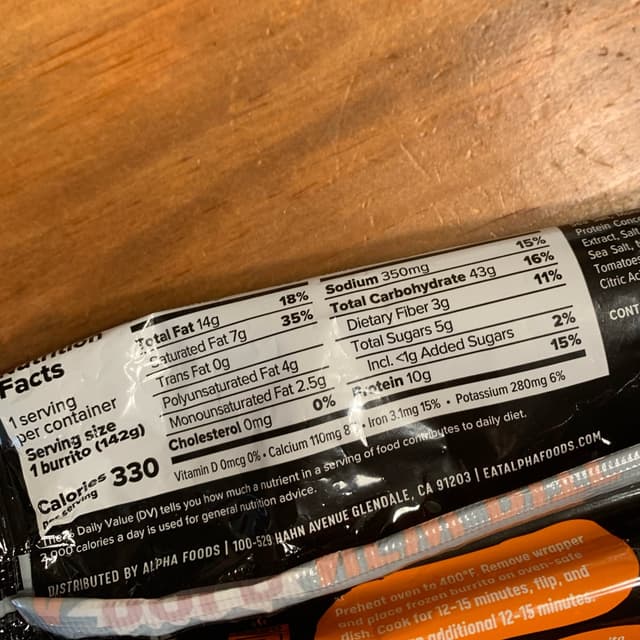 Nutrition
Facts
1 serving
per container
Serving size
1 burrito (142g)
Calories 330
per serving
Total Fat 14g 18%
Saturated Fat 7g 35%
Trans Fat 0g
Polyunsaturated Fat 4g
Monounsaturated Fat 2.5g
Cholesterol 0mg 0%
Sodium 350mg 15%
Total Carbohydrate 43g 16%
Dietary Fiber 3g 11%
Total Sugars 5g
Incl. <1g Added Sugars 2%
Protein 10g 15%
Vitamin D 0mcg 0% • Calcium 110mg 8% • Iron 3.1mg 15% • Potassium 280mg 6%
Daily Value (DV) tells you how much a nutrient in a serving of food contributes to daily diet.
calories a day is used for general nutrition advice.
DISTRIBUTED BY ALPHA FOODS | 100-529 HAHN AVENUE GLENDALE, CA 91203 | EATALPHAFOODS.COM
Protein
Extract, Salt
Sea Salt,
Tomatoes
Citric
CONT
Preheat oven to 400°F. Remove wrapper
and place frozen burrito on oven-safe
dish. Cook for 12-15 minutes, flip, and
additional 12-15 minutes.